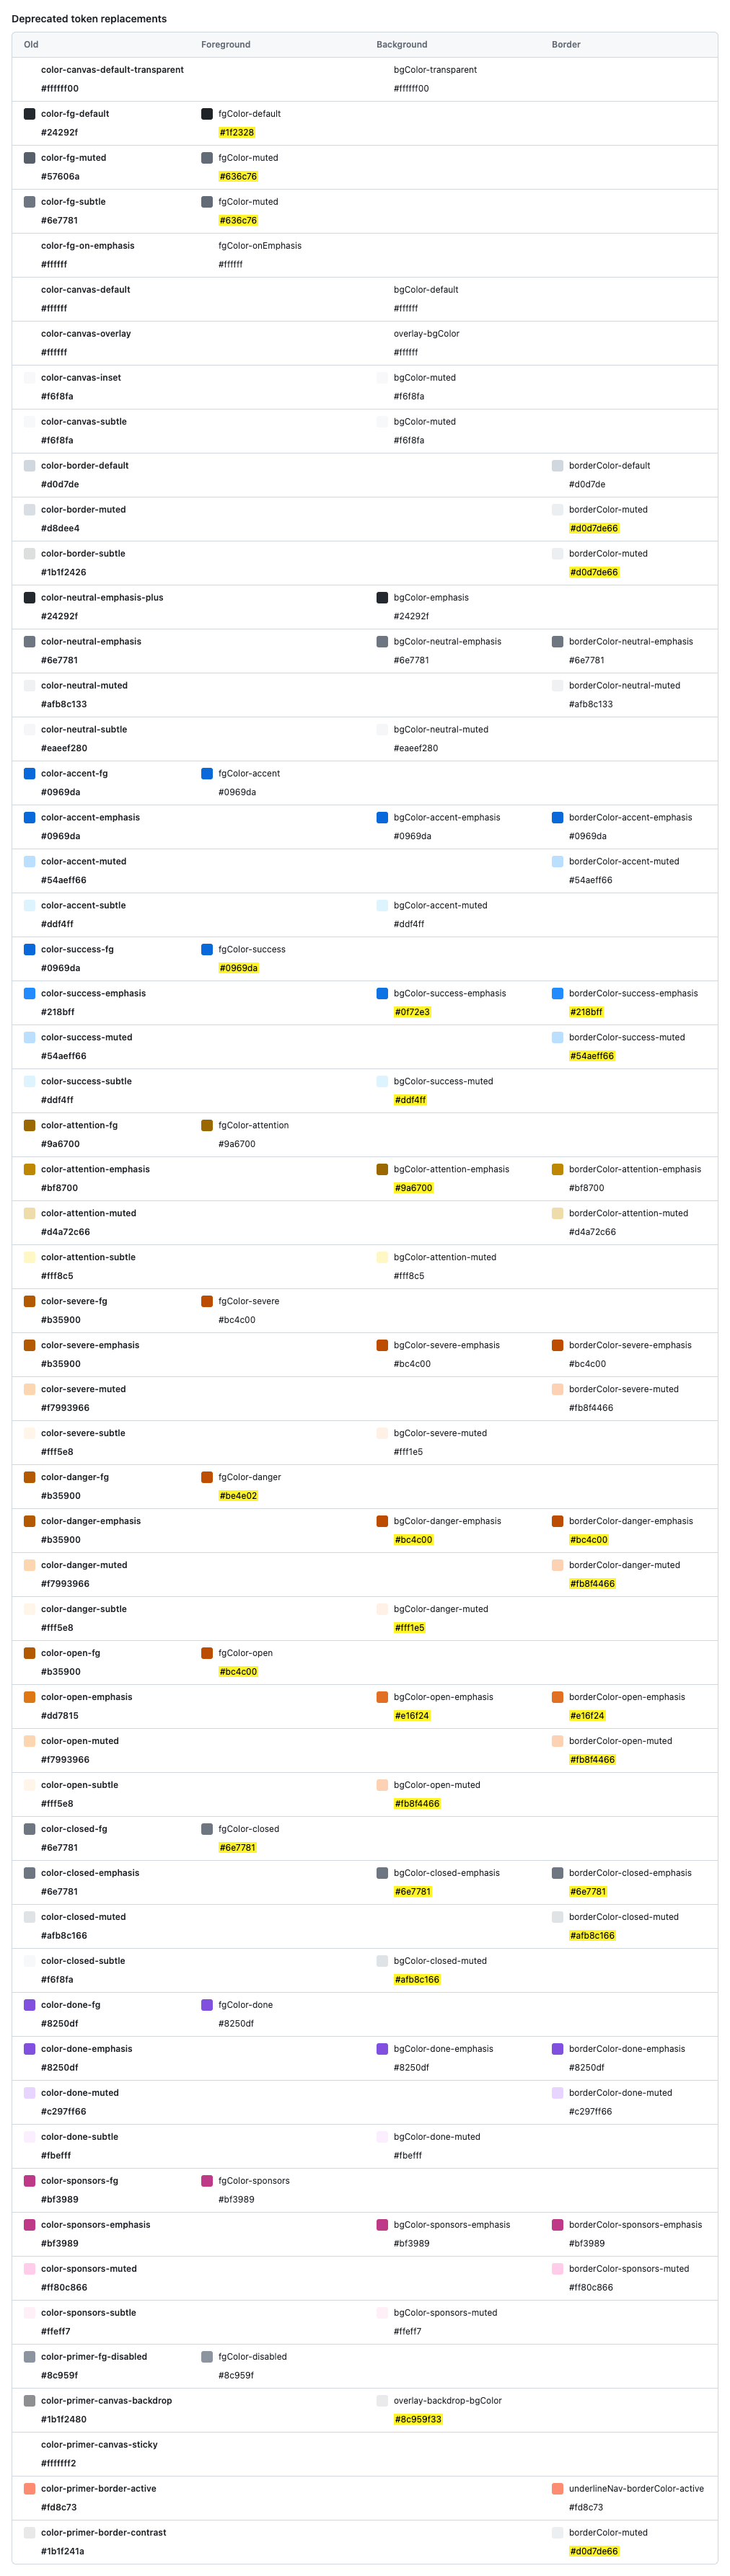 Deprecated token replacements
Old Foreground Background Border
color-canvas-default-transparent bgColor-transparent
#ffffff00 #ffffff00
color-fg-default fgColor-default
#24292f #1f2328
color-fg-muted fgColor-muted
#57606a #636c76
color-fg-subtle fgColor-muted
#6e7781 #636c76
color-fg-on-emphasis fgColor-onEmphasis
#ffffff #ffffff
color-canvas-default bgColor-default
#ffffff #ffffff
color-canvas-overlay overlay-bgColor
#ffffff #ffffff
color-canvas-inset bgColor-muted
#f6f8fa #f6f8fa
color-canvas-subtle bgColor-muted
#f6f8fa #f6f8fa
color-border-default borderColor-default
#d0d7de #d0d7de
color-border-muted borderColor-muted
#d8dee4 #d0d7de66
color-border-subtle borderColor-muted
#1b1f2426 #d0d7de66
color-neutral-emphasis-plus bgColor-emphasis
#24292f #24292f
color-neutral-emphasis bgColor-neutral-emphasis borderColor-neutral-emphasis
#6e7781 #6e7781 #6e7781
color-neutral-muted borderColor-neutral-muted
#afb8c133 #afb8c133
color-neutral-subtle bgColor-neutral-muted
#eaeef280 #eaeef280
color-accent-fg fgColor-accent
#0969da #0969da
color-accent-emphasis bgColor-accent-emphasis borderColor-accent-emphasis
#0969da #0969da #0969da
color-accent-muted borderColor-accent-muted
#54aeff66 #54aeff66
color-accent-subtle bgColor-accent-muted
#ddf4ff #ddf4ff
color-success-fg fgColor-success
#0969da #0969da
color-success-emphasis bgColor-success-emphasis borderColor-success-emphasis
#218bff #0f72e3 #218bff
color-success-muted borderColor-success-muted
#54aeff66 #54aeff66
color-success-subtle bgColor-success-muted
#ddf4ff #ddf4ff
color-attention-fg fgColor-attention
#9a6700 #9a6700
color-attention-emphasis bgColor-attention-emphasis borderColor-attention-emphasis
#bf8700 #9a6700 #bf8700
color-attention-muted borderColor-attention-muted
#d4a72c66 #d4a72c66
color-attention-subtle bgColor-attention-muted
#fff8c5 #fff8c5
color-severe-fg fgColor-severe
#b35900 #bc4c00
color-severe-emphasis bgColor-severe-emphasis borderColor-severe-emphasis
#b35900 #bc4c00 #bc4c00
color-severe-muted borderColor-severe-muted
#f7993966 #fb8f4466
color-severe-subtle bgColor-severe-muted
#fff5e8 #fff1e5
color-danger-fg fgColor-danger
#b35900 #be4e02
color-danger-emphasis bgColor-danger-emphasis borderColor-danger-emphasis
#b35900 #bc4c00 #bc4c00
color-danger-muted borderColor-danger-muted
#f7993966 #fb8f4466
color-danger-subtle bgColor-danger-muted
#fff5e8 #fff1e5
color-open-fg fgColor-open
#b35900 #bc4c00
color-open-emphasis bgColor-open-emphasis borderColor-open-emphasis
#dd7815 #e16f24 #e16f24
color-open-muted borderColor-open-muted
#f7993966 #fb8f4466
color-open-subtle bgColor-open-muted
#fff5e8 #fb8f4466
color-closed-fg fgColor-closed
#6e7781 #6e7781
color-closed-emphasis bgColor-closed-emphasis borderColor-closed-emphasis
#6e7781 #6e7781 #6e7781
color-closed-muted borderColor-closed-muted
#afb8c166 #afb8c166
color-closed-subtle bgColor-closed-muted
#f6f8fa #afb8c166
color-done-fg fgColor-done
#8250df #8250df
color-done-emphasis bgColor-done-emphasis borderColor-done-emphasis
#8250df #8250df #8250df
color-done-muted borderColor-done-muted
#c297ff66 #c297ff66
color-done-subtle bgColor-done-muted
#fbefff #fbefff
color-sponsors-fg fgColor-sponsors
#bf3989 #bf3989
color-sponsors-emphasis bgColor-sponsors-emphasis borderColor-sponsors-emphasis
#bf3989 #bf3989 #bf3989
color-sponsors-muted borderColor-sponsors-muted
#ff80c866 #ff80c866
color-sponsors-subtle bgColor-sponsors-muted
#ffeff7 #ffeff7
color-primer-fg-disabled fgColor-disabled
#8c959f #8c959f
color-primer-canvas-backdrop overlay-backdrop-bgColor
#1b1f2480 #8c959f33
color-primer-canvas-sticky
#fffffff2
color-primer-border-active underlineNav-borderColor-active
#fd8c73 #fd8c73
color-primer-border-contrast borderColor-muted
#1b1f241a #d0d7de66